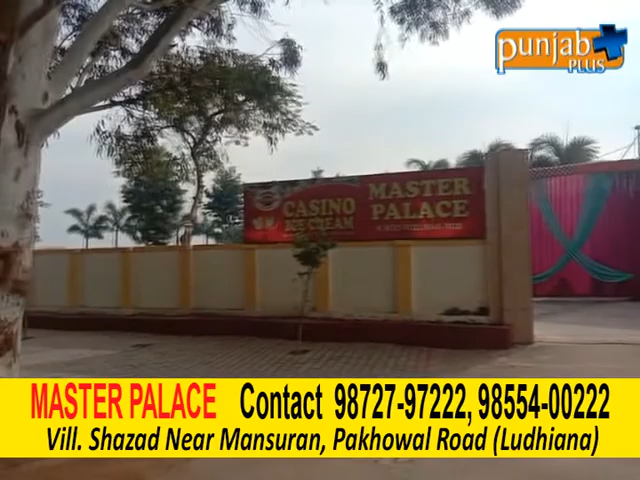 punjab
PLUS
CASINO
ICE CREAM
MASTER
PALACE
MASTER PALACE Contact 98727-97222, 98554-00222
Vill. Shazad Near Mansuran, Pakhowal Road (Ludhiana)